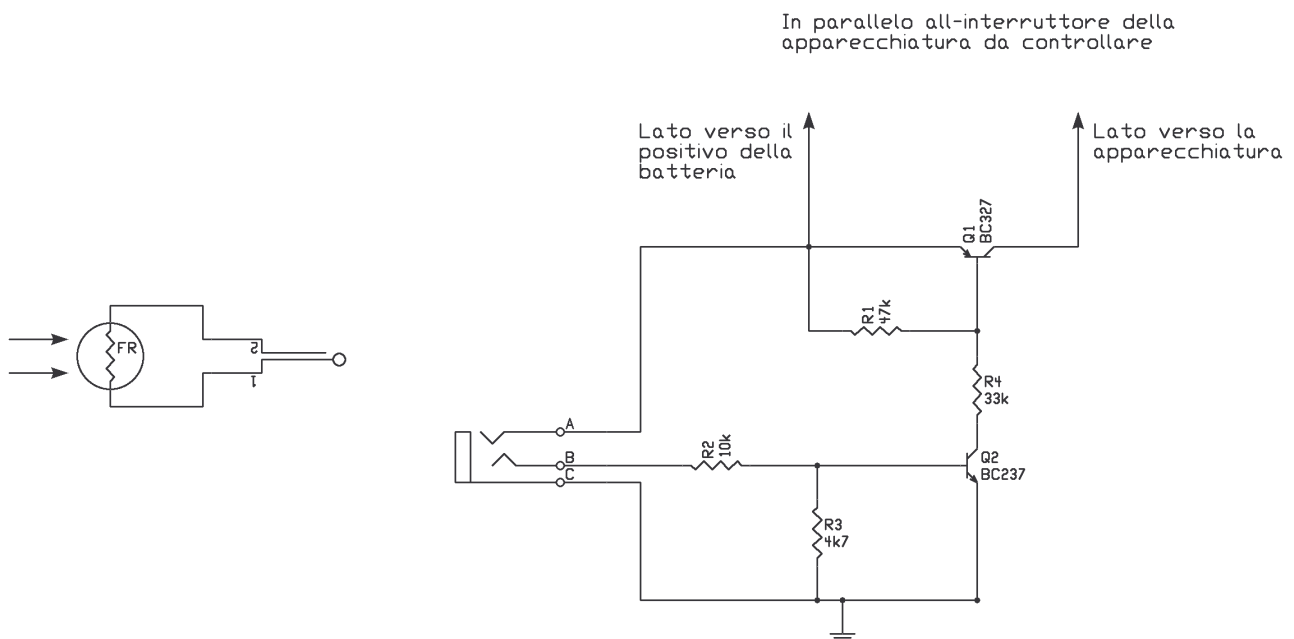 In parallelo all-interruttore della
apparecchiatura da controllare
Lato verso il
positivo della
batteria
Lato verso la
apparecchiatura
Q1
BC327
R1
47k
FR
2
1
R4
33k
A
B
C
R2
10k
Q2
BC237
R3
4k7